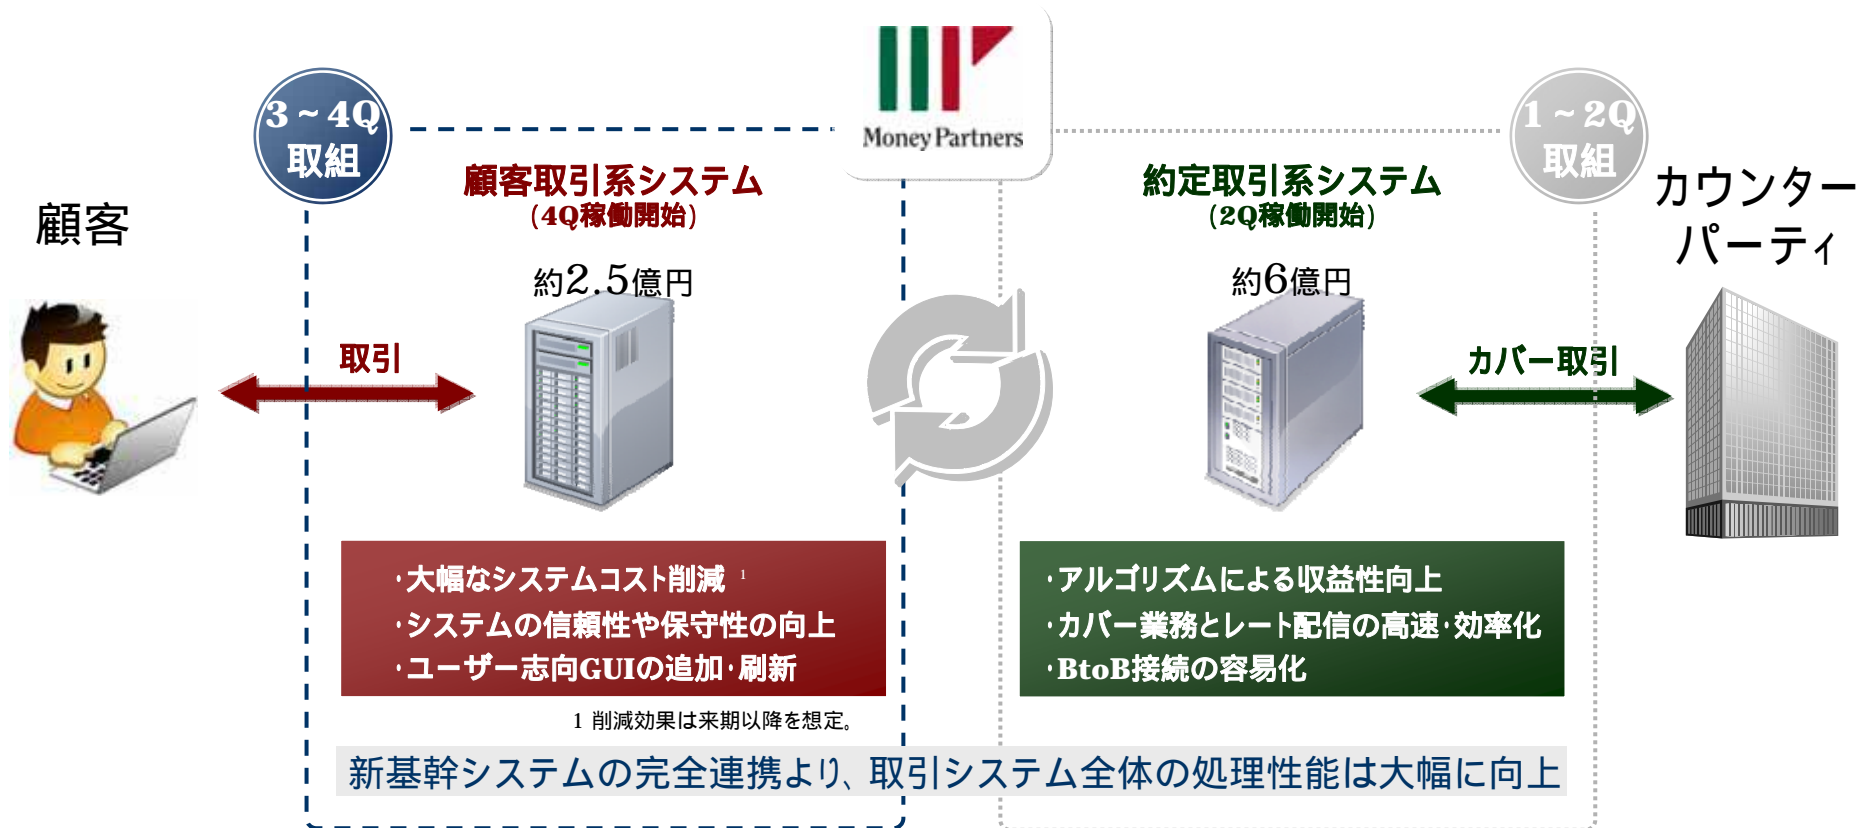 Money Partners
3～4Q
取組
1～2Q
取組
顧客取引系システム
(4Q稼働開始)
約定取引系システム
(2Q稼働開始)
顧客
カウンター
パーティ
約2.5億円
約6億円
取引
カバー取引
・大幅なシステムコスト削減 1
・システムの信頼性や保守性の向上
・ユーザー志向GUIの追加・刷新
・アルゴリズムによる収益性向上
・カバー業務とレート配信の高速・効率化
・BtoB接続の容易化
1 削減効果は来期以降を想定。
新基幹システムの完全連携より、取引システム全体の処理性能は大幅に向上